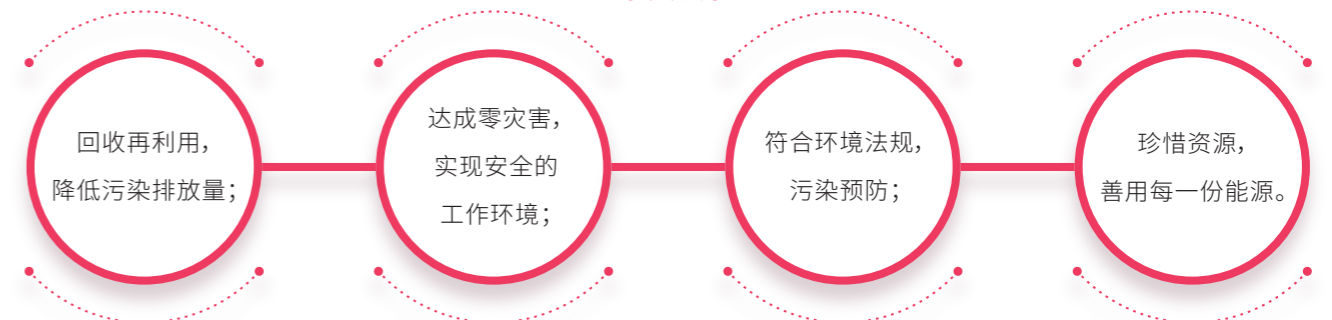 回收再利用，
降低污染排放量；
达成零灾害，
实现安全的
工作环境；
符合环境法规，
污染预防；
珍惜资源，
善用每一份能源。